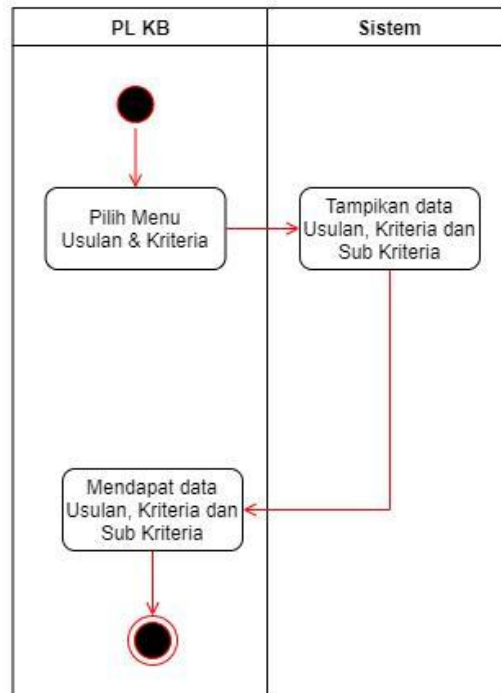 PL KB
Sistem
Pilih Menu
Usulan & Kriteria
Tampikan data
Usulan, Kriteria dan
Sub Kriteria
Mendapat data
Usulan, Kriteria dan
Sub Kriteria